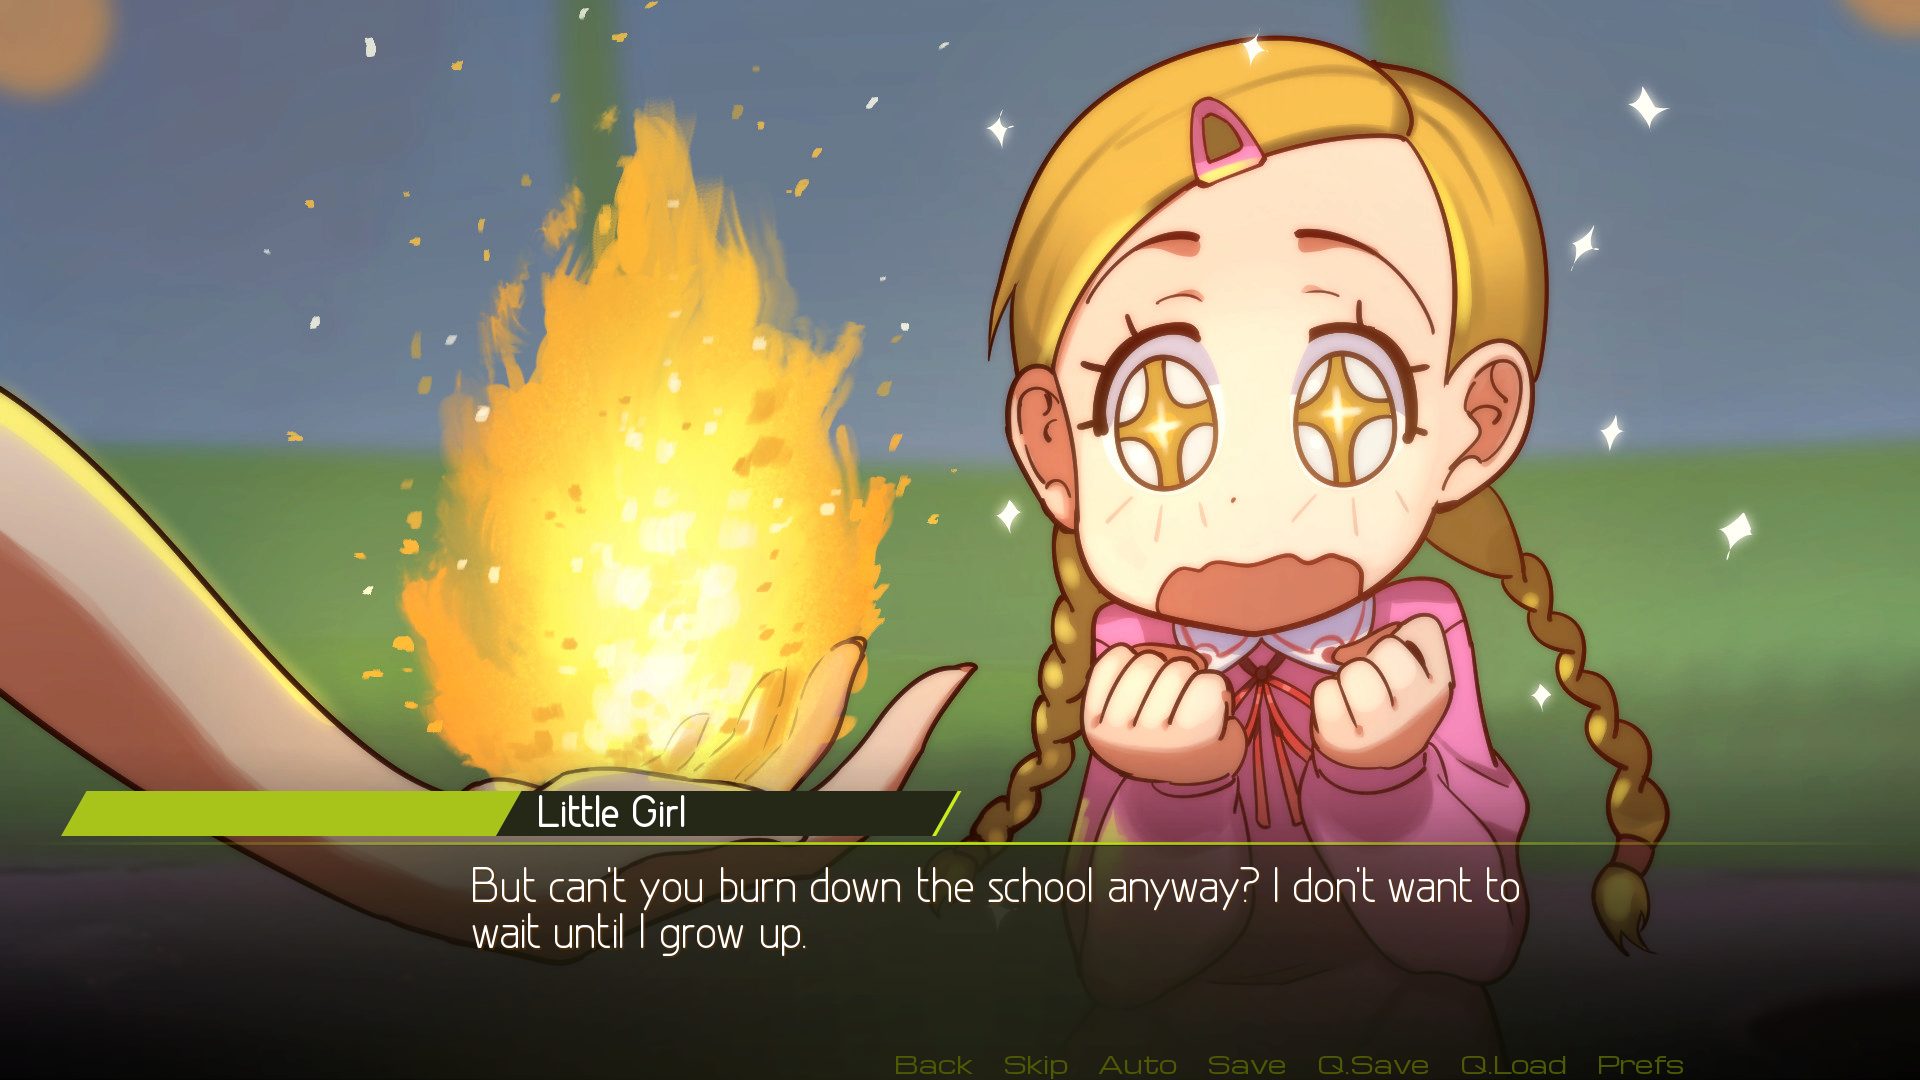 Little Girl
But can't you burn down the school anyway? I don't want to
wait until I grow up.
Back Skip Auto Save Q.Save Q.Load Prefs